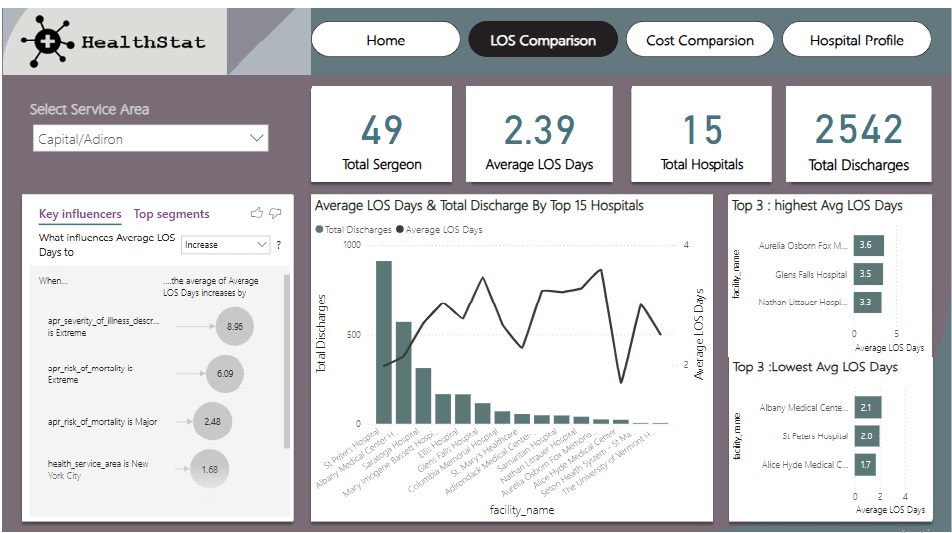 HealthStat
Home
LOS Comparison
Cost Comparsion
Hospital Profile
Select Service Area
Capital/Adiron
49
Total Sergeon
2.39
Average LOS Days
15
Total Hospitals
2542
Total Discharges
Key influencers
Top segments
What influences Average LOS
Days to
Increase
?
When...
....the average of Average
LOS Days increases by
apr_severity_of_illness_descr...
is Extreme
8.96
apr_risk_of_mortality is
Extreme
6.09
apr_risk_of_mortality is Major
2.48
health_service_area is New
York City
1.68
Average LOS Days & Total Discharge By Top 15 Hospitals
Total Discharges
Average LOS Days
1000
500
0
Total Discharges
4
2
Average LOS Days
St Peters Hospital
Albany Medical Center H...
Saratoga Hospital
Mary Imogene Bassett Hospi...
Ellis Hospital
Glens Falls Hospital
Columbia Memorial Hospital
St. Mary's Healthcare
Adirondack Medical Center-...
Samaritan Hospital
Nathan Littauer Hospital
Aurelia Osborn Fox Memoria...
Alice Hyde Medical Center
Seton Health System - St Ma...
The University of Vermont H...
facility_name
Top 3 : highest Avg LOS Days
facility_name
Aurelia Osborn Fox M...
3.6
Glens Falls Hospital
3.5
Nathan Littauer Hospi...
3.3
0
5
Average LOS Days
Top 3 :Lowest Avg LOS Days
facility_name
Albany Medical Cente...
2.1
St Peters Hospital
2.0
Alice Hyde Medical C...
1.7
0
2
4
Average LOS Days